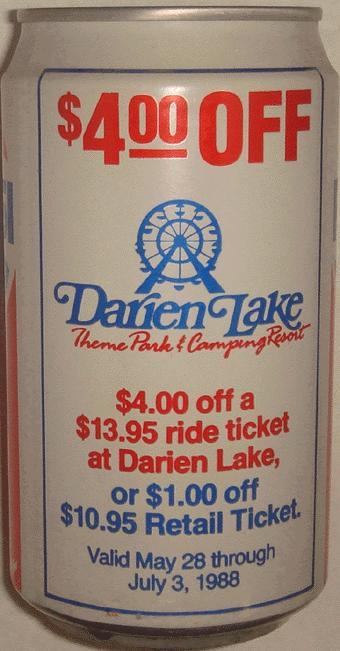 $4.00 OFF
Darien Lake
Theme Park & Camping Resort
$4.00 off a
$13.95 ride ticket
at Darien Lake,
or $1.00 off
$10.95 Retail Ticket.
Valid May 28 through
July 3, 1988